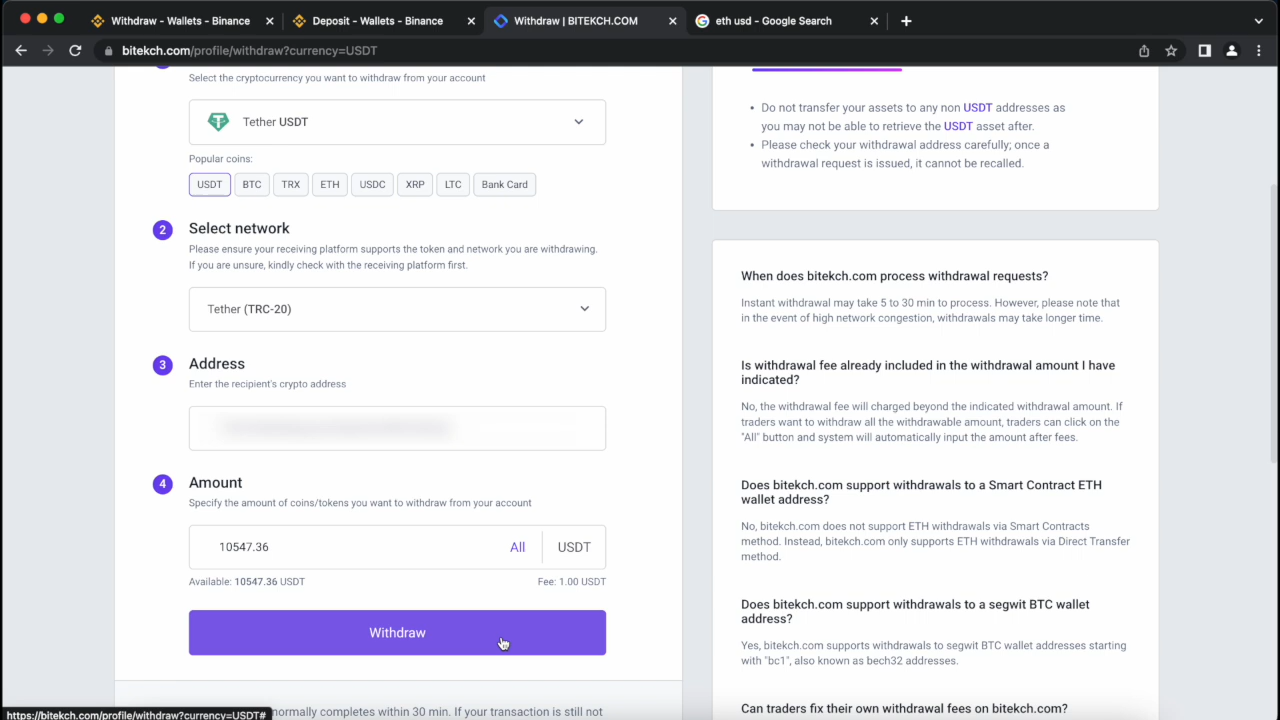 Withdraw - Wallets - Binance
Deposit - Wallets - Binance
Withdraw | BITEKCH.COM
eth usd - Google Search
bitekch.com/profile/withdraw?currency=USDT
Select the cryptocurrency you want to withdraw from your account
Tether USDT
Popular coins:
USDT BTC TRX ETH USDC XRP LTC Bank Card
2 Select network
Please ensure your receiving platform supports the token and network you are withdrawing.
If you are unsure, kindly check with the receiving platform first.
Tether (TRC-20)
3 Address
Enter the recipient's crypto address
4 Amount
Specify the amount of coins/tokens you want to withdraw from your account
10547.36 All USDT
Available: 10547.36 USDT Fee: 1.00 USDT
Withdraw
normally completes within 30 min. If your transaction is still not
https://bitekch.com/profile/withdraw?currency=USDT#
• Do not transfer your assets to any non USDT addresses as
you may not be able to retrieve the USDT asset after.
• Please check your withdrawal address carefully; once a
withdrawal request is issued, it cannot be recalled.
When does bitekch.com process withdrawal requests?
Instant withdrawal may take 5 to 30 min to process. However, please note that
in the event of high network congestion, withdrawals may take longer time.
Is withdrawal fee already included in the withdrawal amount I have
indicated?
No, the withdrawal fee will charged beyond the indicated withdrawal amount. If
traders want to withdraw all the withdrawable amount, traders can click on the
"All" button and system will automatically input the amount after fees.
Does bitekch.com support withdrawals to a Smart Contract ETH
wallet address?
No, bitekch.com does not support ETH withdrawals via Smart Contracts
method. Instead, bitekch.com only supports ETH withdrawals via Direct Transfer
method.
Does bitekch.com support withdrawals to a segwit BTC wallet
address?
Yes, bitekch.com supports withdrawals to segwit BTC wallet addresses starting
with "bc1", also known as bech32 addresses.
Can traders fix their own withdrawal fees on bitekch.com?